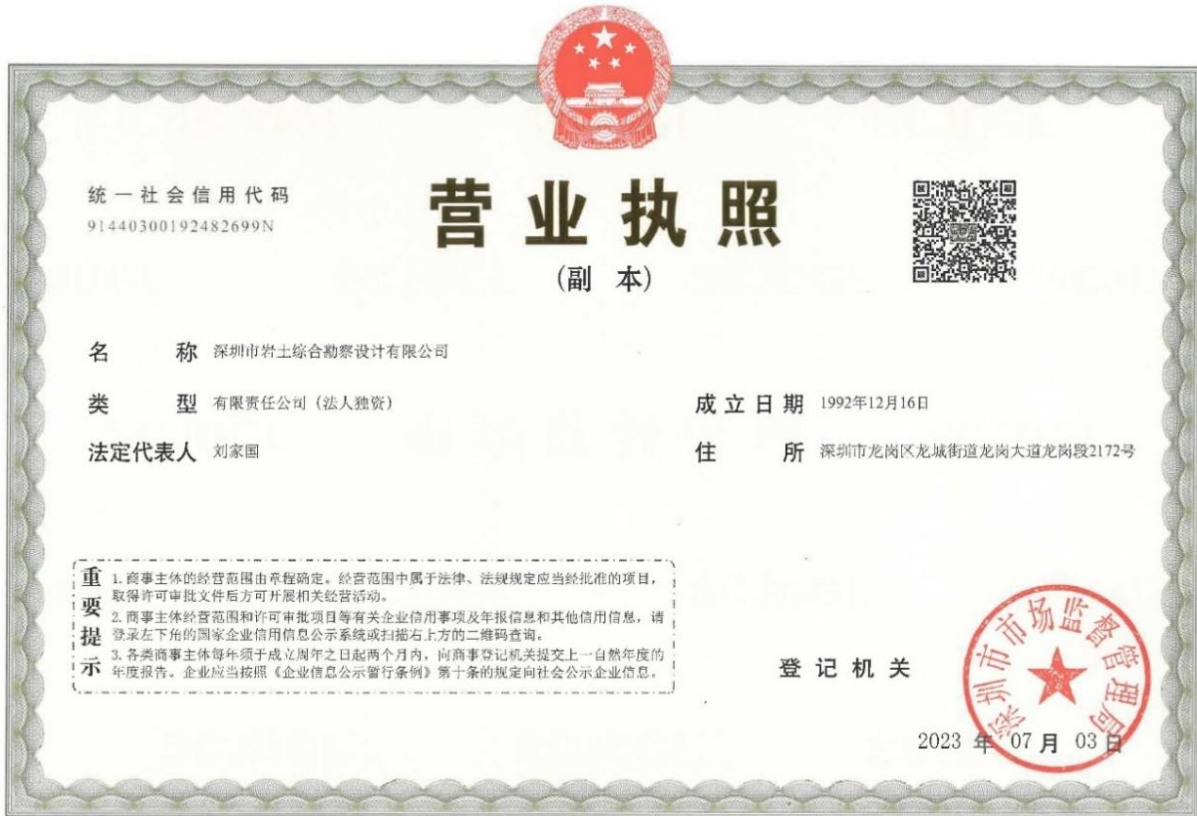 统一社会信用代码
91440300192482699N
营业执照
(副 本)
名 称 深圳市岩土综合勘察设计有限公司
类 型 有限责任公司(法人独资)
成立日期 1992年12月16日
法定代表人 刘家国
住 所 深圳市龙岗区龙城街道龙岗大道龙岗段2172号
重要提示
1.商事主体的经营范围由章程确定。经营范围中属于法律、法规规定应当经批准的项目,
取得许可审批文件后方可开展相关经营活动。
2.商事主体经营范围和许可审批项目等有关企业信用事项及年报信息和其他信用信息,请
登录左下角的国家企业信用信息公示系统或扫描右上方的二维码查询。
3.各类商事主体每年须于成立周年之日起两个月内,向商事登记机关提交上一自然年度的
年度报告。企业应当按照《企业信息公示暂行条例》第十条的规定向社会公示企业信息。
登记机关
深圳市市场监督管理局
2023 年 07 月 03 日